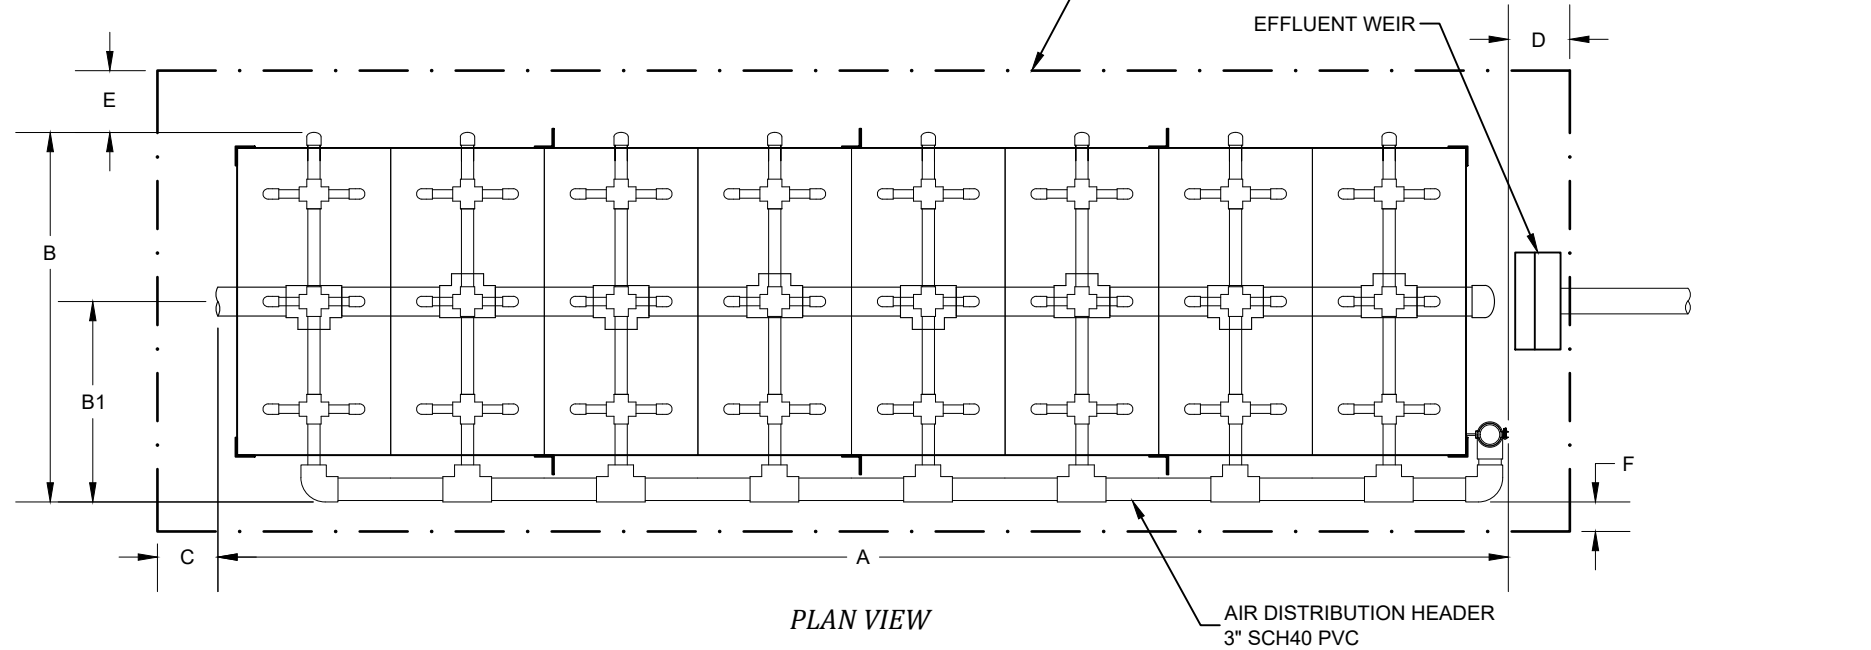 EFFLUENT WEIR
D
E
B
B1
F
C
A
PLAN VIEW
AIR DISTRIBUTION HEADER
3" SCH40 PVC